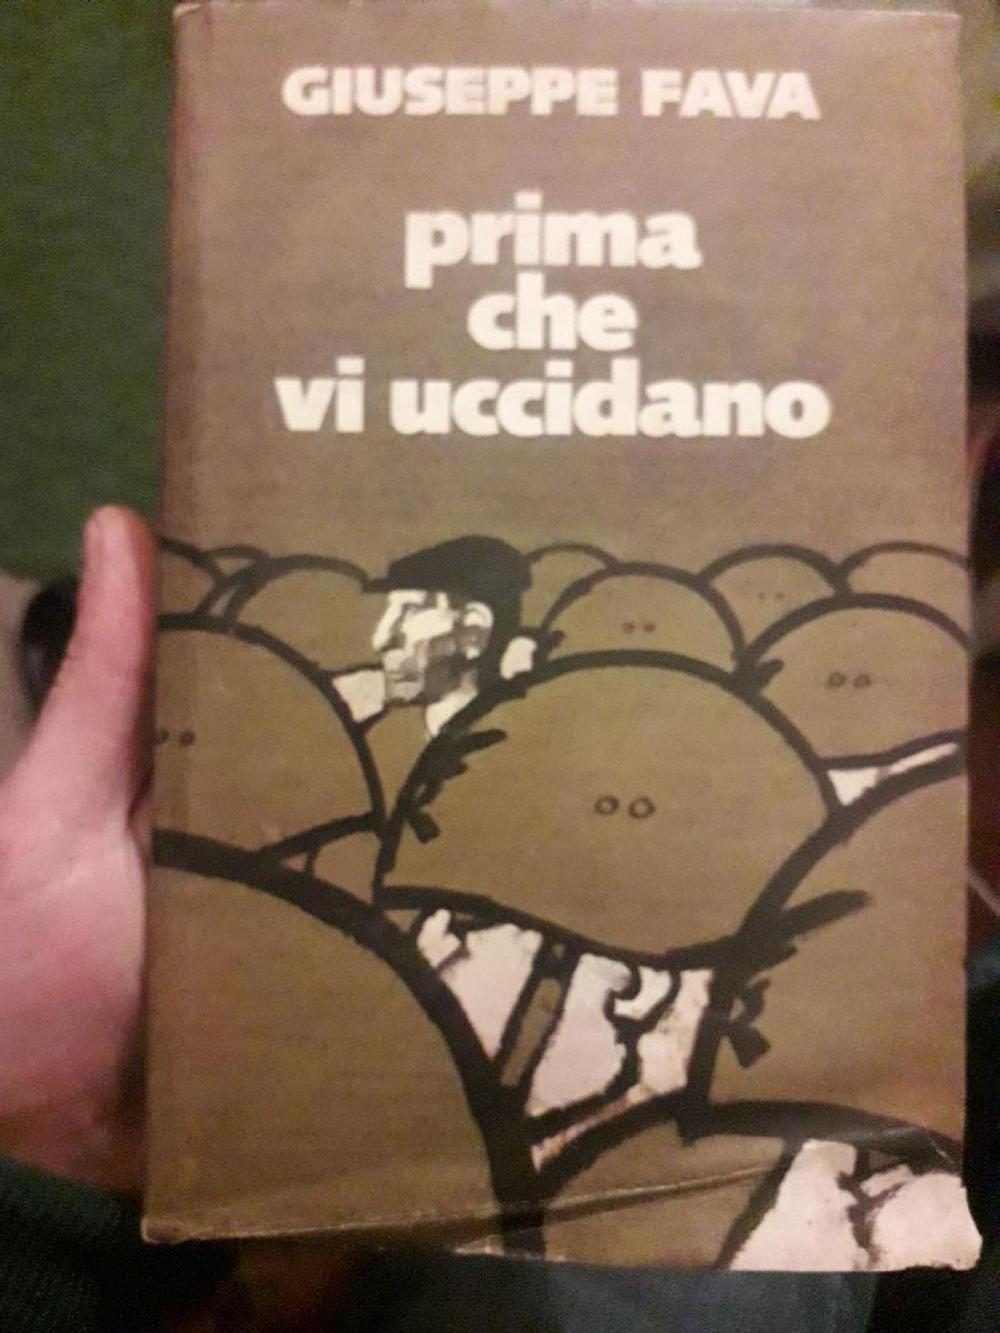 GIUSEPPE FAVA
prima
che
vi uccidano